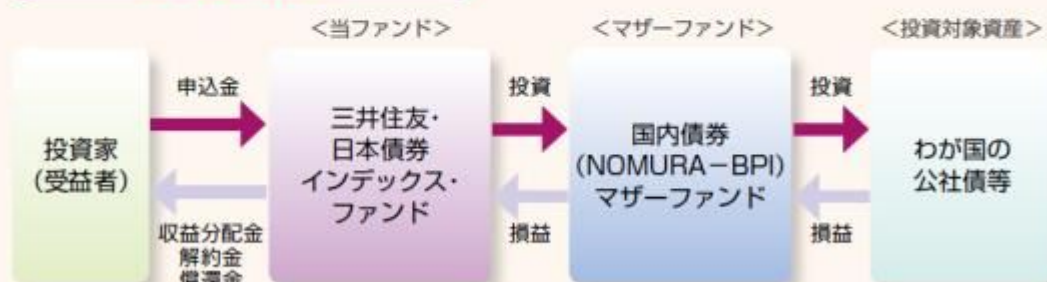 <当ファンド>
<マザーファンド>
<投資対象資産>
投資家
(受益者)
申込金
収益分配金
解約金
償還金
三井住友・
日本債券
インデックス・
ファンド
投資
損益
国内債券
(NOMURA-BPI)
マザーファンド
投資
損益
わが国の
公社債等